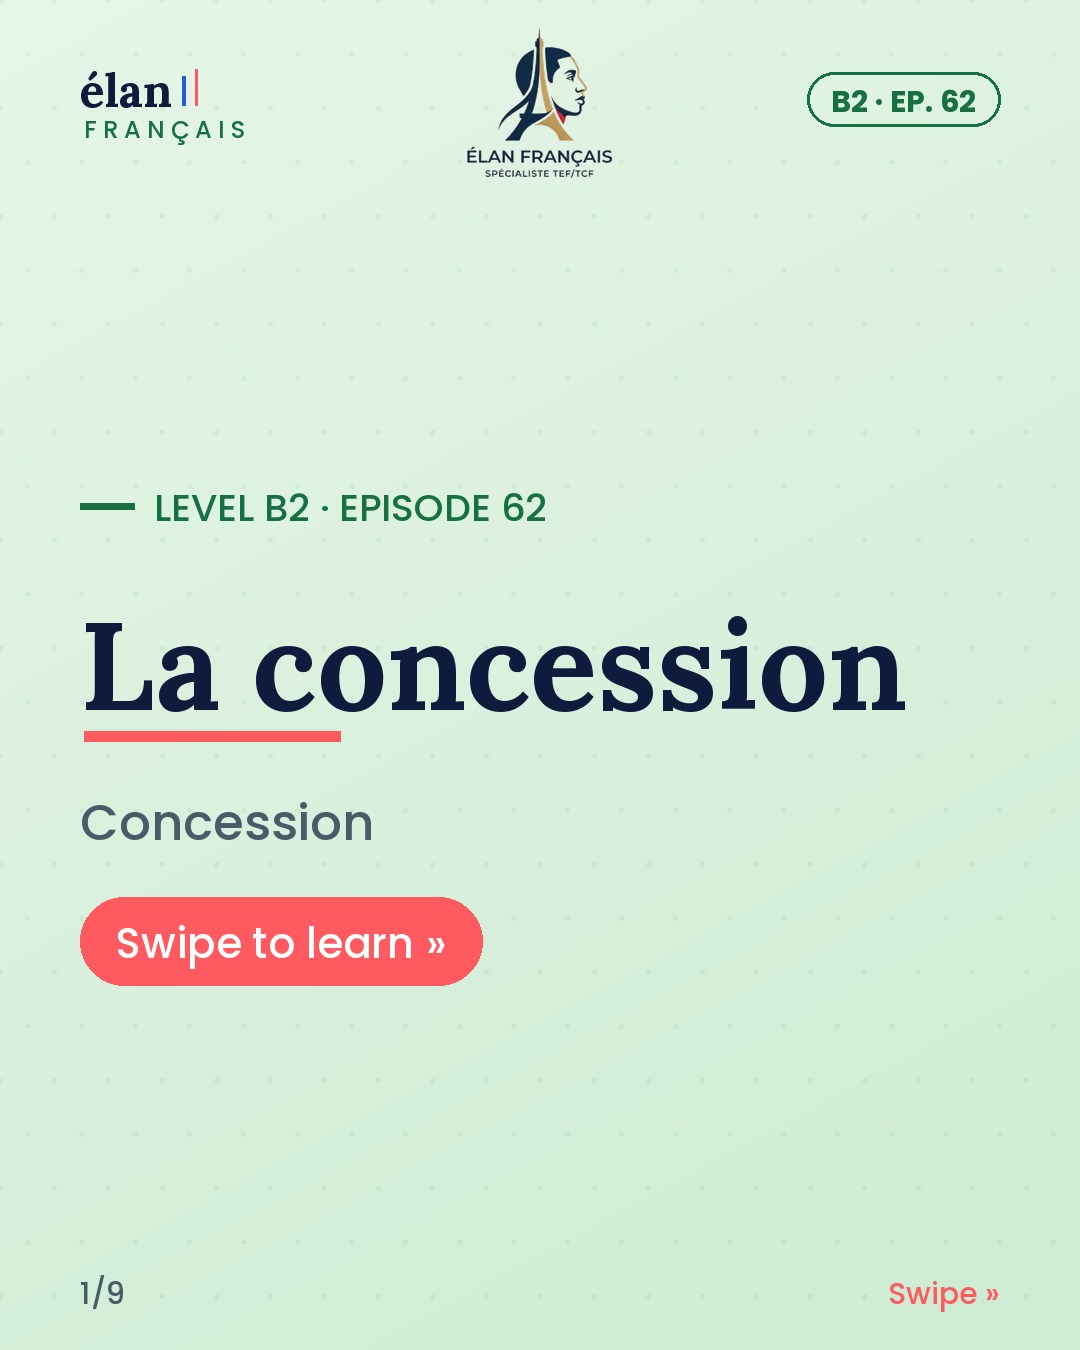 élan
FRANÇAIS
ÉLAN FRANÇAIS
SPÉCIALISTE TEF/TCF
B2 · EP. 62
LEVEL B2 · EPISODE 62
La concession
Concession
Swipe to learn »
1/9
Swipe »